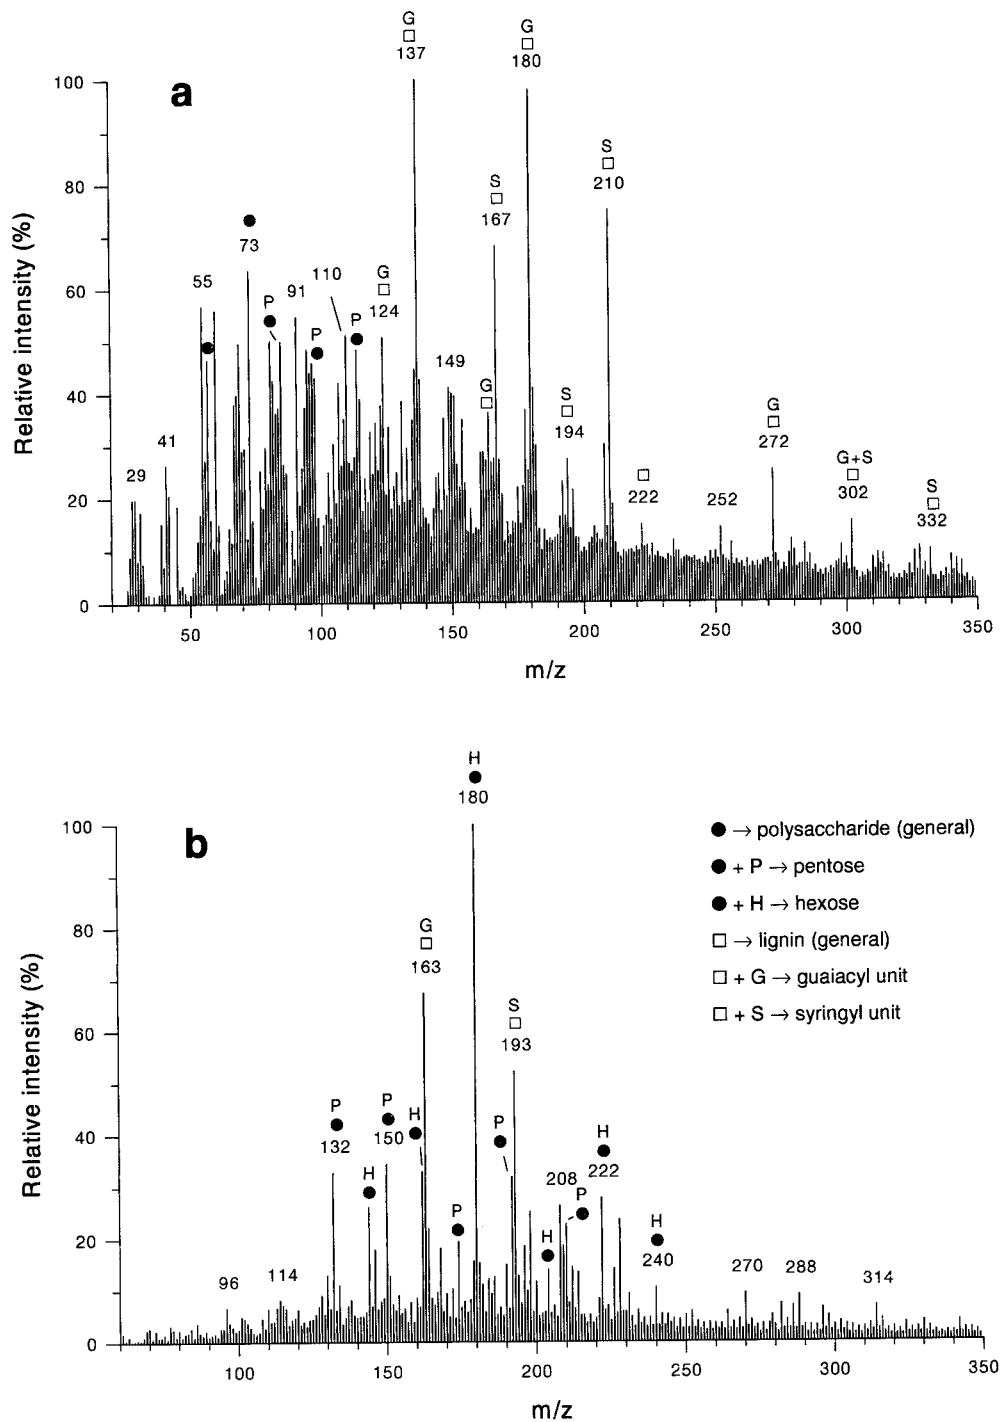 a
G
137
G
180
S
210
S
167
73
55
P
110
91
P
P
G
124
149
G
S
194
41
29
222
252
G
272
G+S
302
S
332
Relative intensity (%)
100
80
60
40
20
0
50
100
150
200
250
300
350
m/z
b
H
180
G
163
S
193
P
132
P
150
H
H
P
P
H
208
P
H
222
H
240
96
114
270
288
314
→ polysaccharide (general)
+ P → pentose
+ H → hexose
→ lignin (general)
+ G → guaiacyl unit
+ S → syringyl unit
Relative intensity (%)
100
80
60
40
20
0
100
150
200
250
300
350
m/z